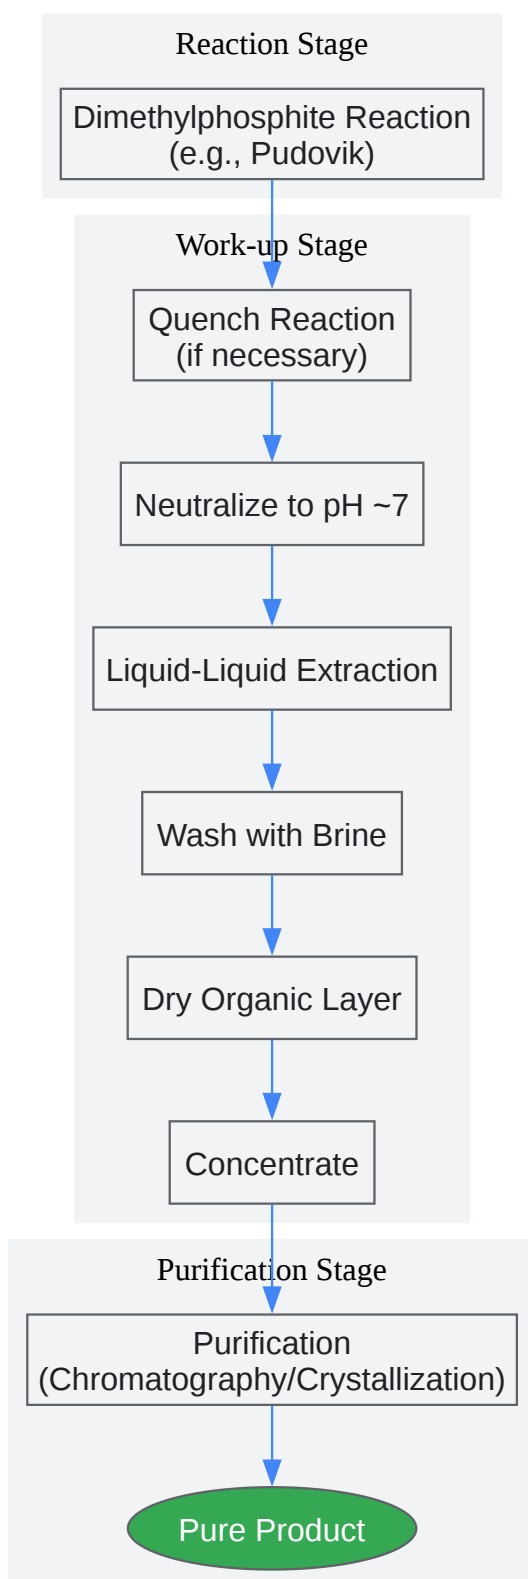 Reaction Stage
Dimethylphosphite Reaction
(e.g., Pudovik)
Work-up Stage
Quench Reaction
(if necessary)
Neutralize to pH ~7
Liquid-Liquid Extraction
Wash with Brine
Dry Organic Layer
Concentrate
Purification Stage
Purification
(Chromatography/Crystallization)
Pure Product